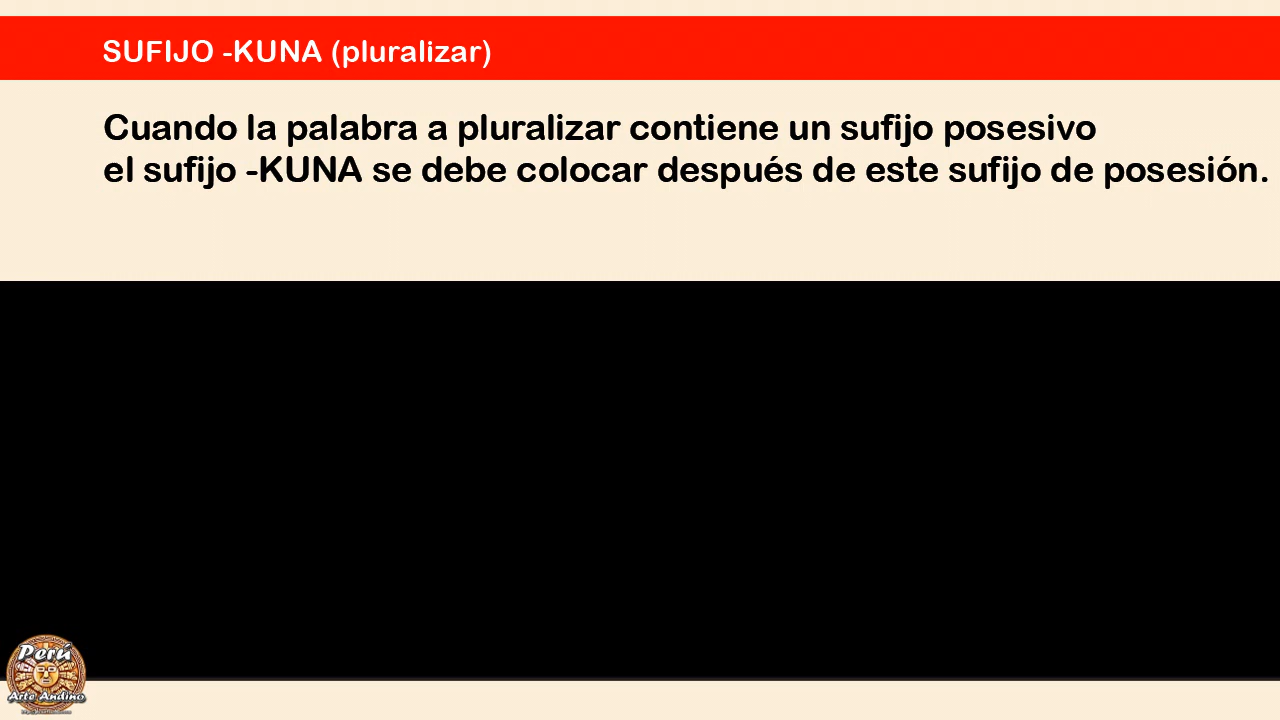 SUFIJO -KUNA (pluralizar)
Cuando la palabra a pluralizar contiene un sufijo posesivo
el sufijo -KUNA se debe colocar después de este sufijo de posesión.
Perú
Arte Andino